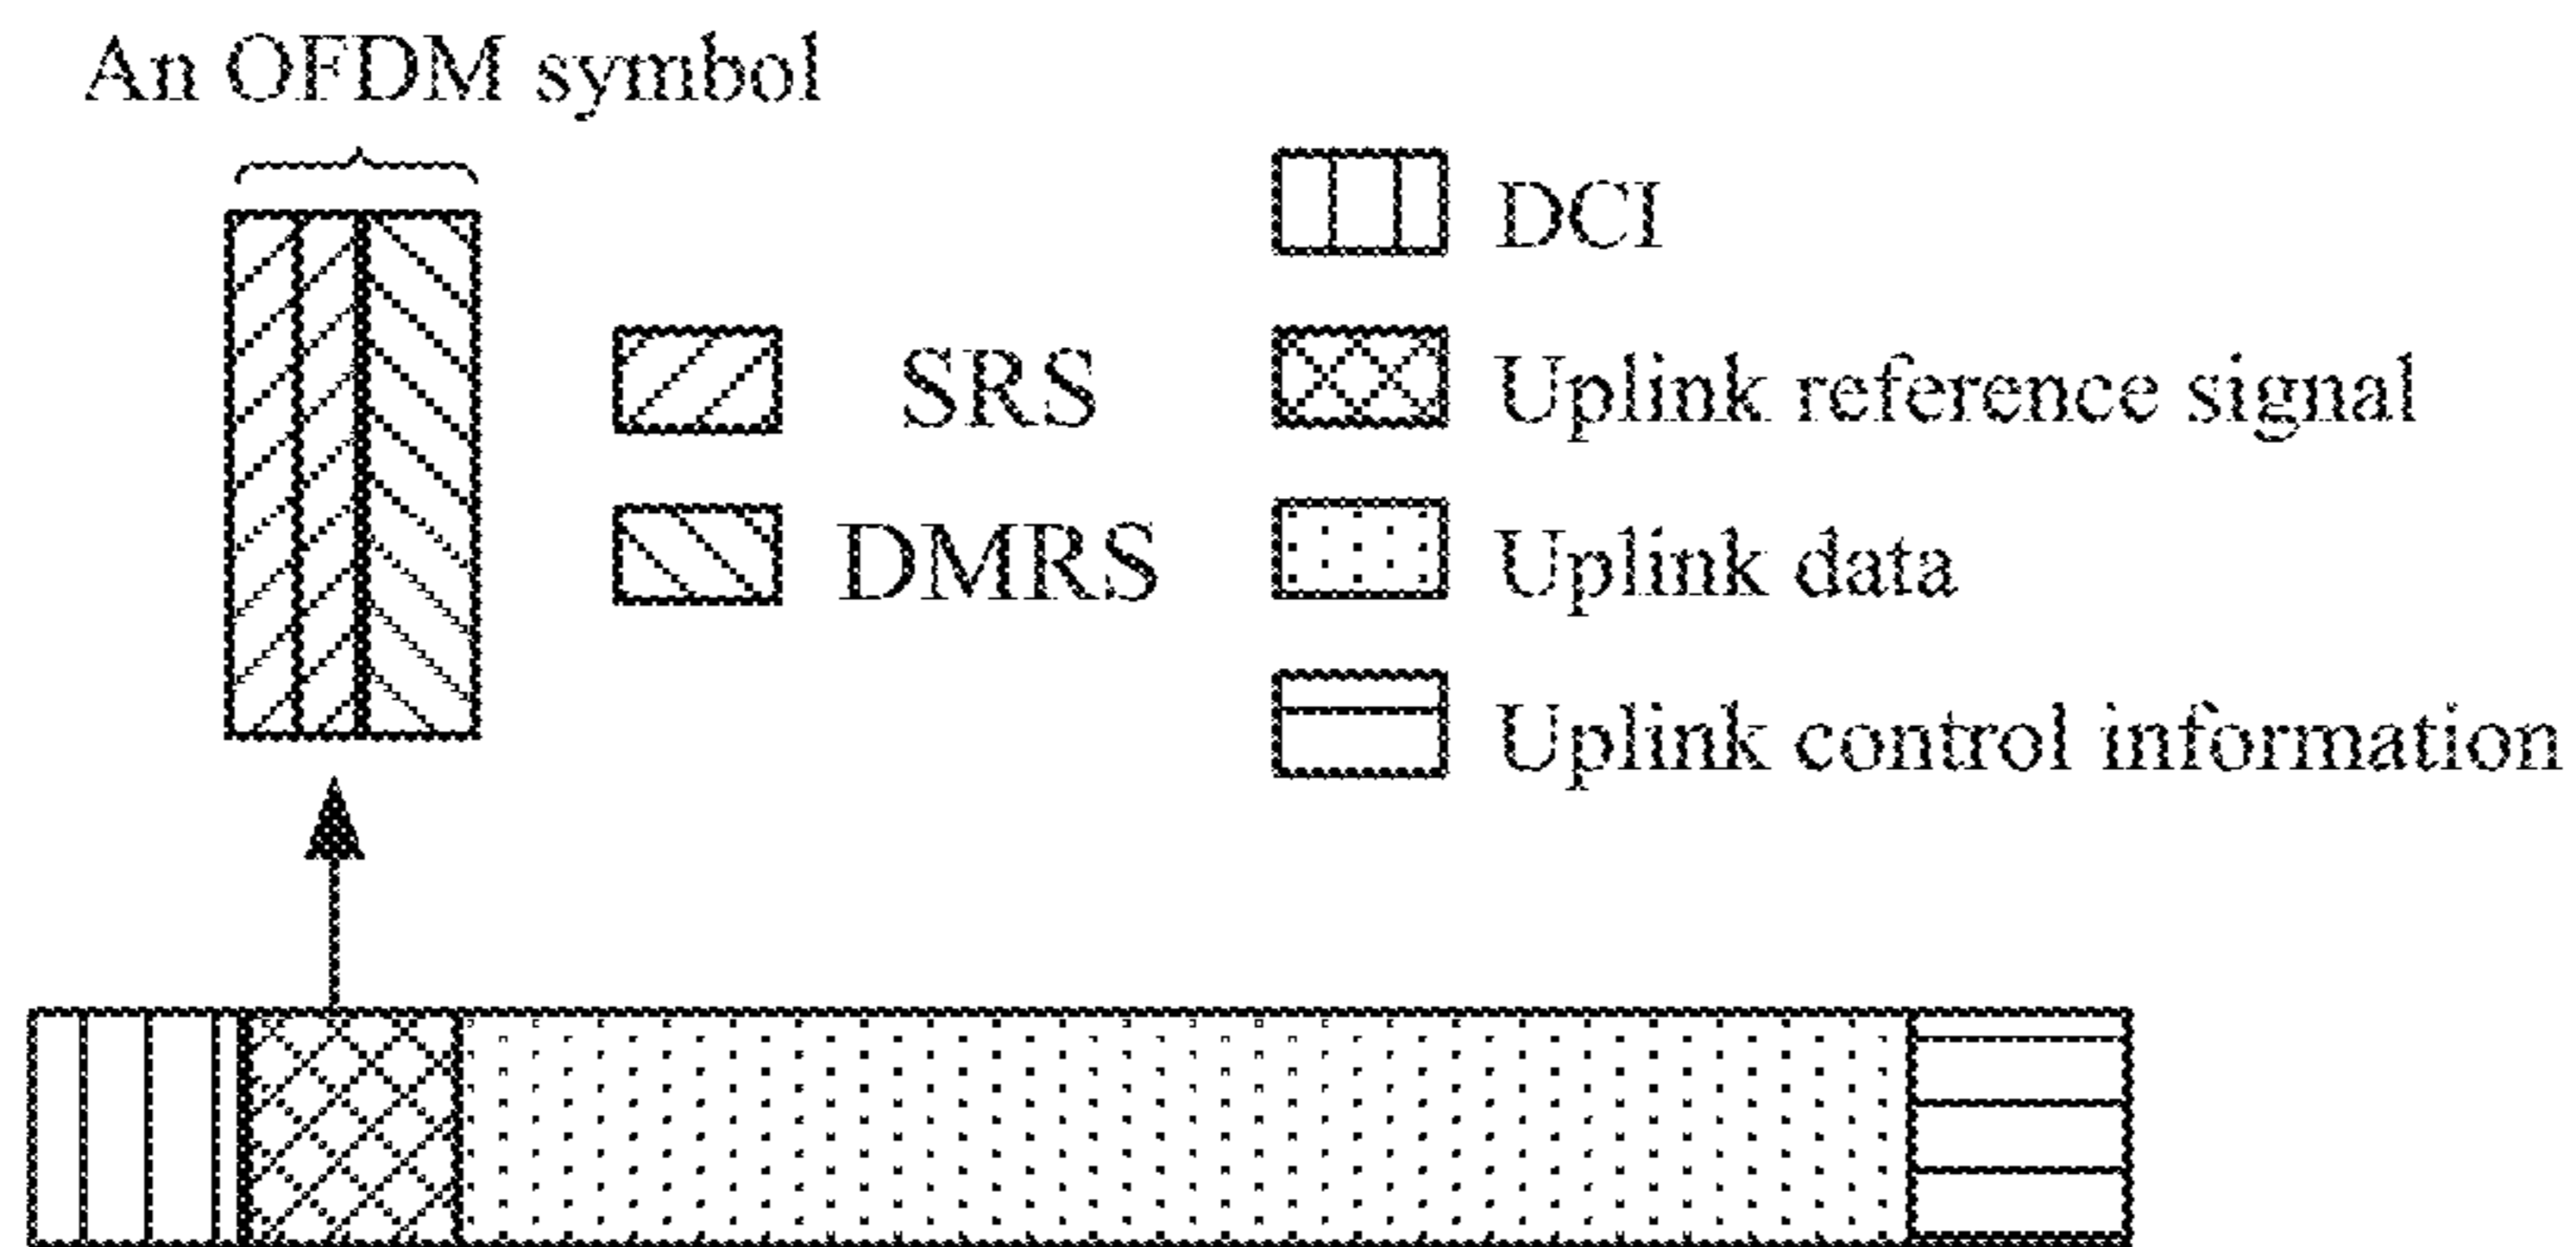 An OFDM symbol
SRS
DMRS
DCI
Uplink reference signal
Uplink data
Uplink control information